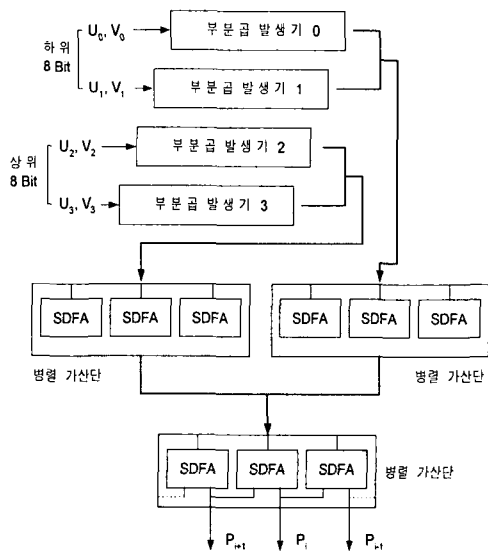 하위
8 Bit
U₀, V₀
부분곱 발생기 0
U₁, V₁
부분곱 발생기 1
상위
8 Bit
U₂, V₂
부분곱 발생기 2
U₃, V₃
부분곱 발생기 3
SDFA SDFA SDFA
SDFA SDFA SDFA
병렬 가산단
병렬 가산단
SDFA SDFA SDFA
병렬 가산단
Pᵢ₊₁ Pᵢ